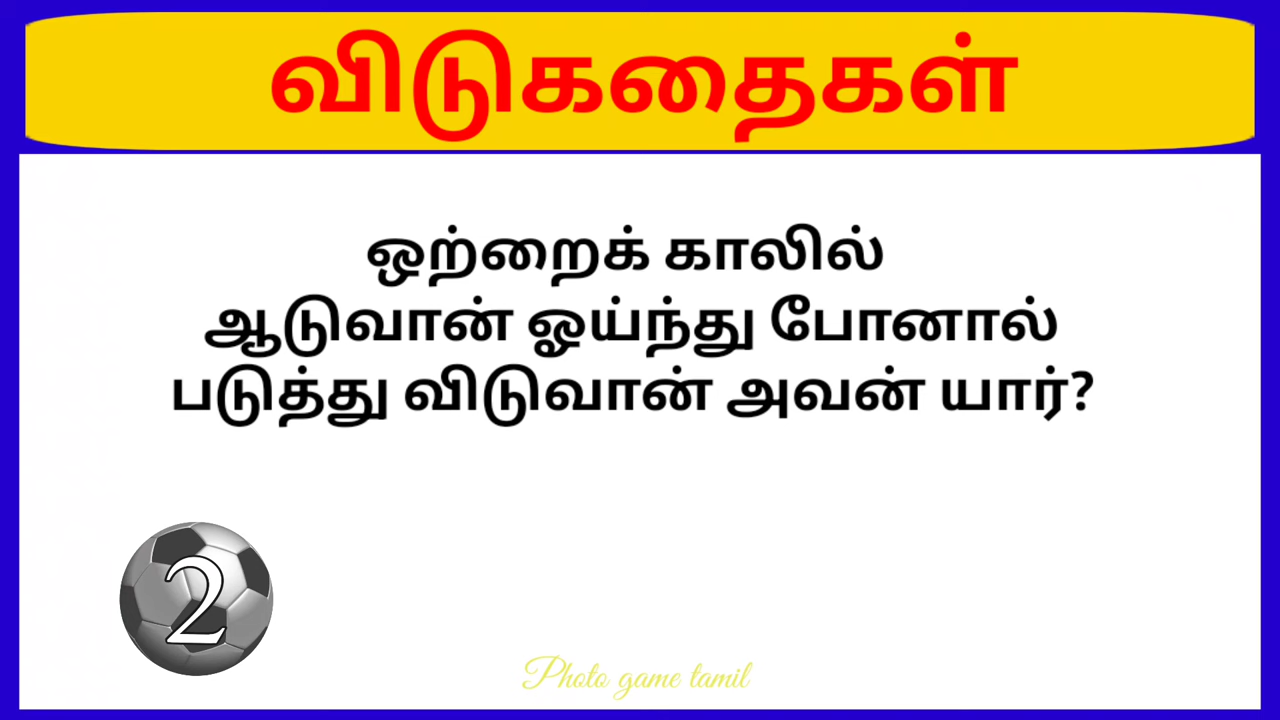 விடுகதைகள்
ஒற்றைக் காலில்
ஆடுவான் ஓய்ந்து போனால்
படுத்து விடுவான் அவன் யார்?
2
Photo game tamil